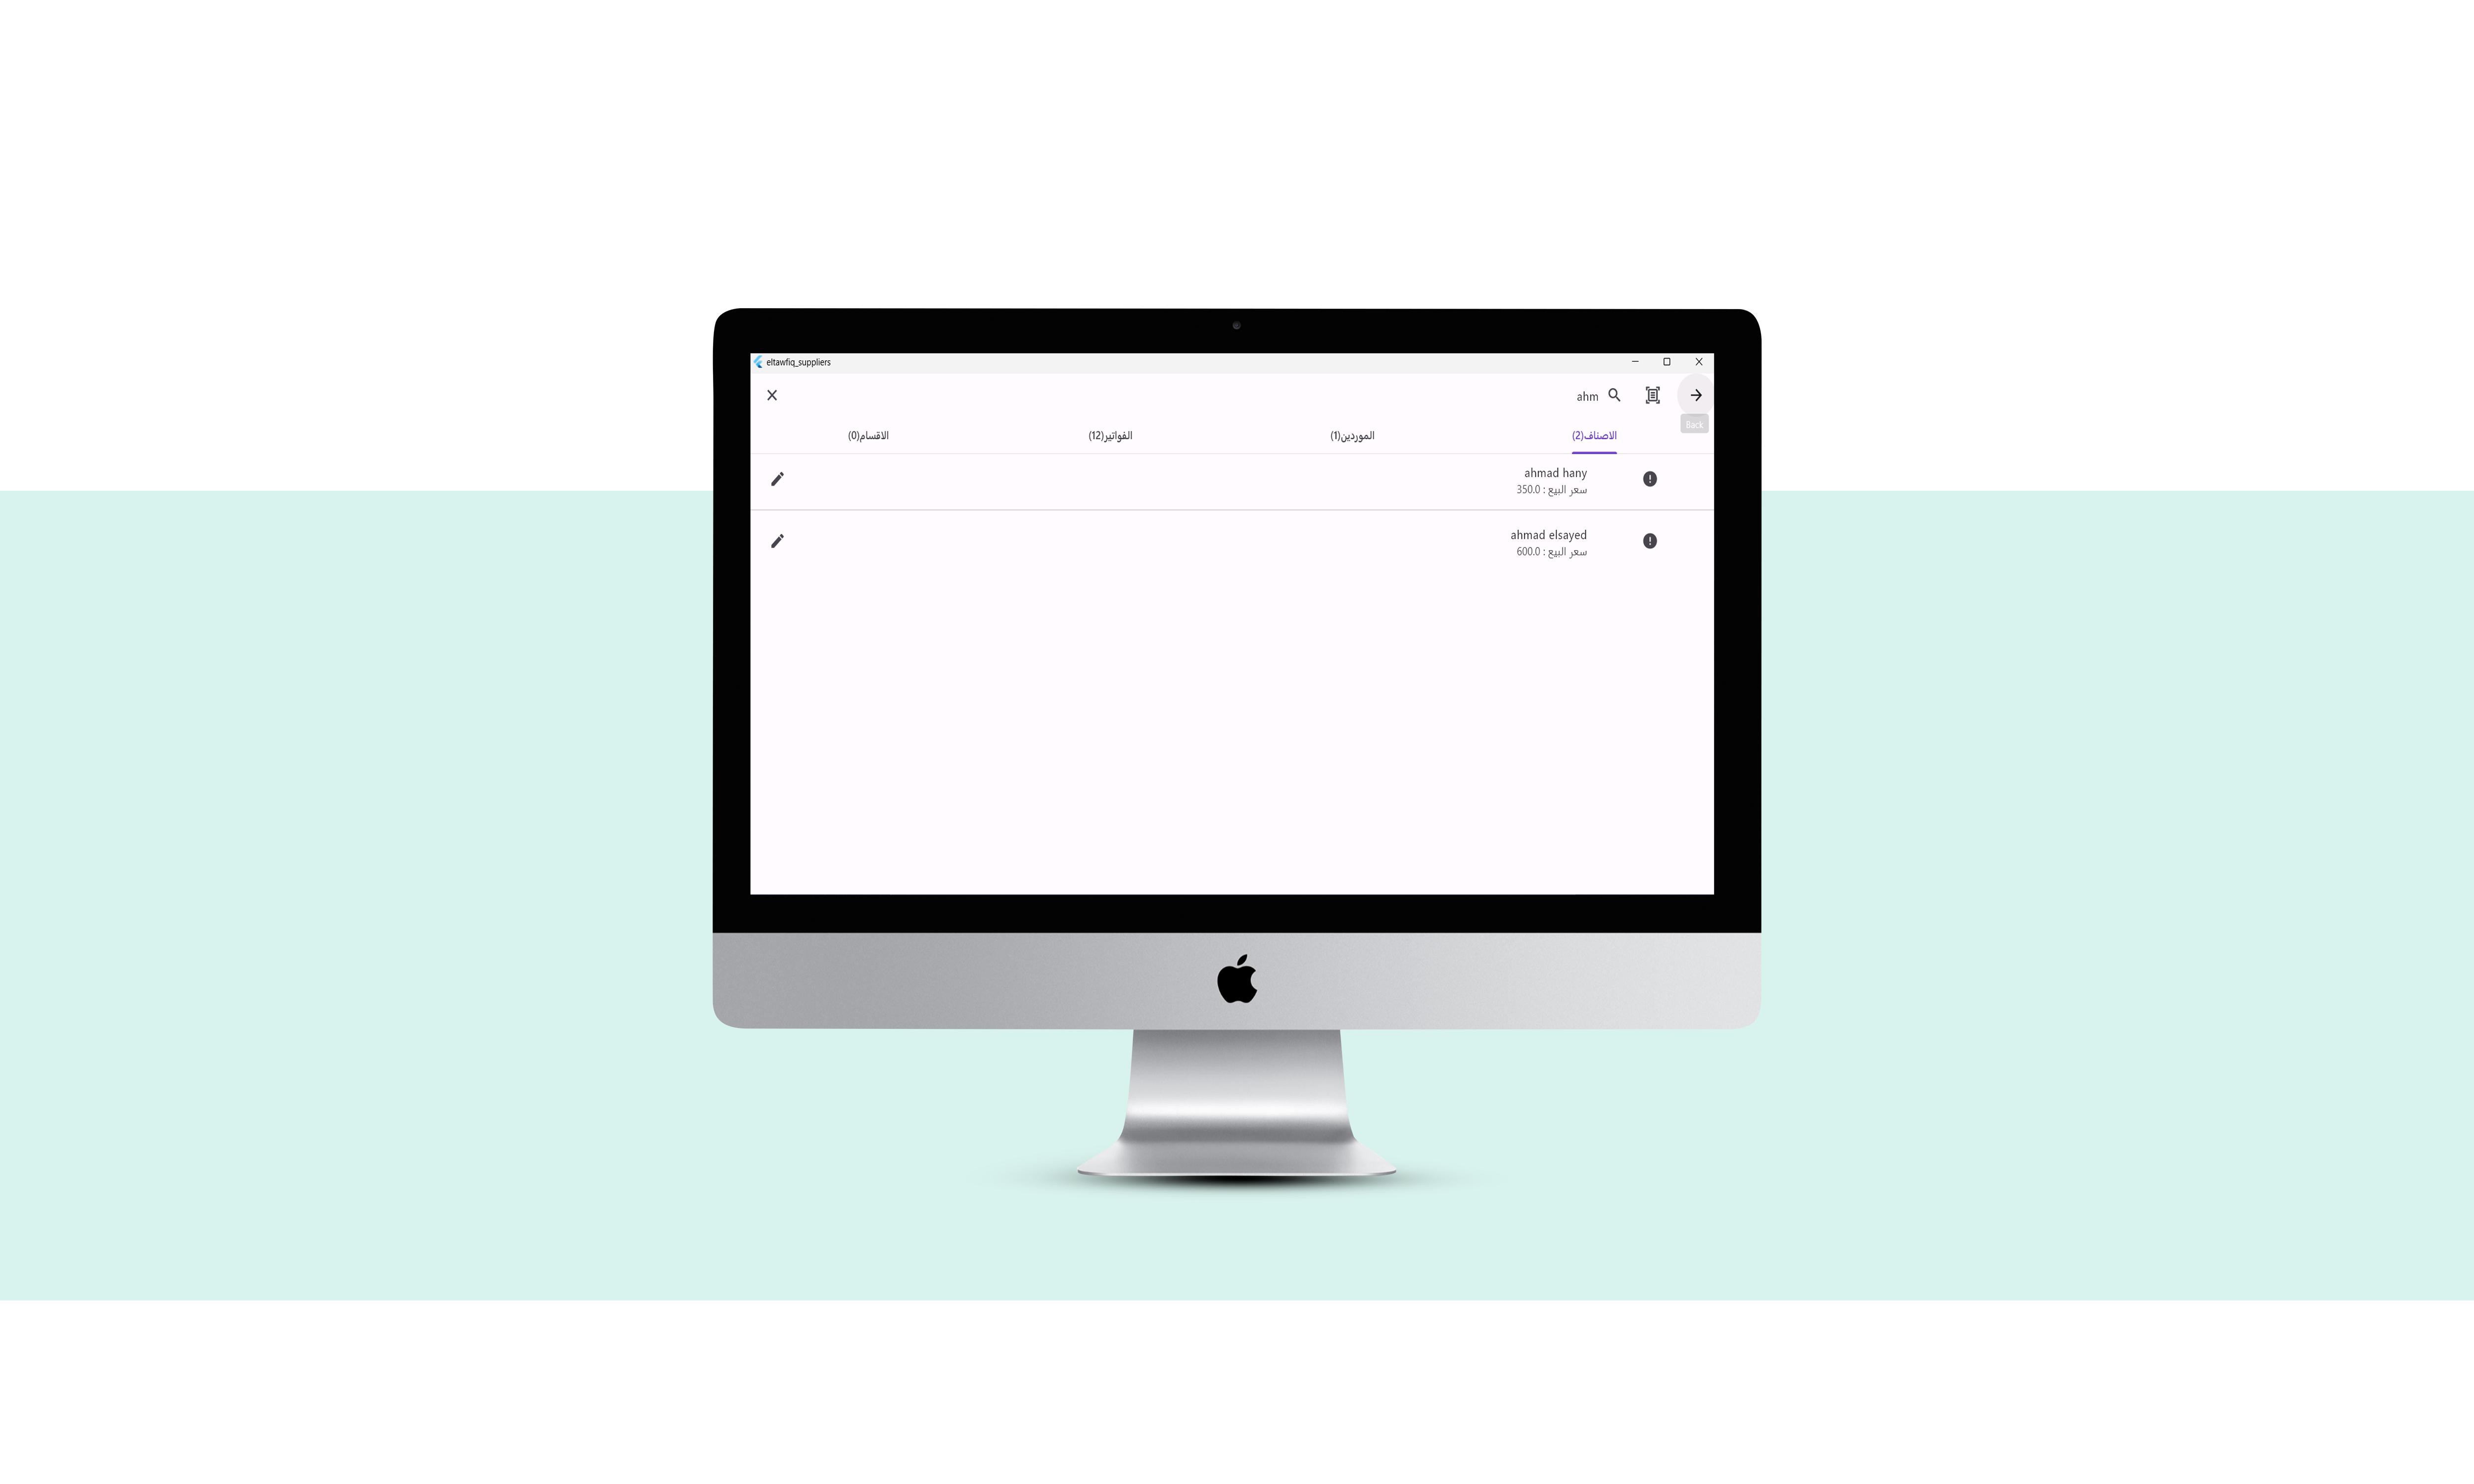 eltawfiq_suppliers
ahm
Back
الاصناف(2)
الموردين(1)
الفواتير(12)
الاقسام(0)
ahmad hany
سعر البيع : 350.0
ahmad elsayed
سعر البيع : 600.0